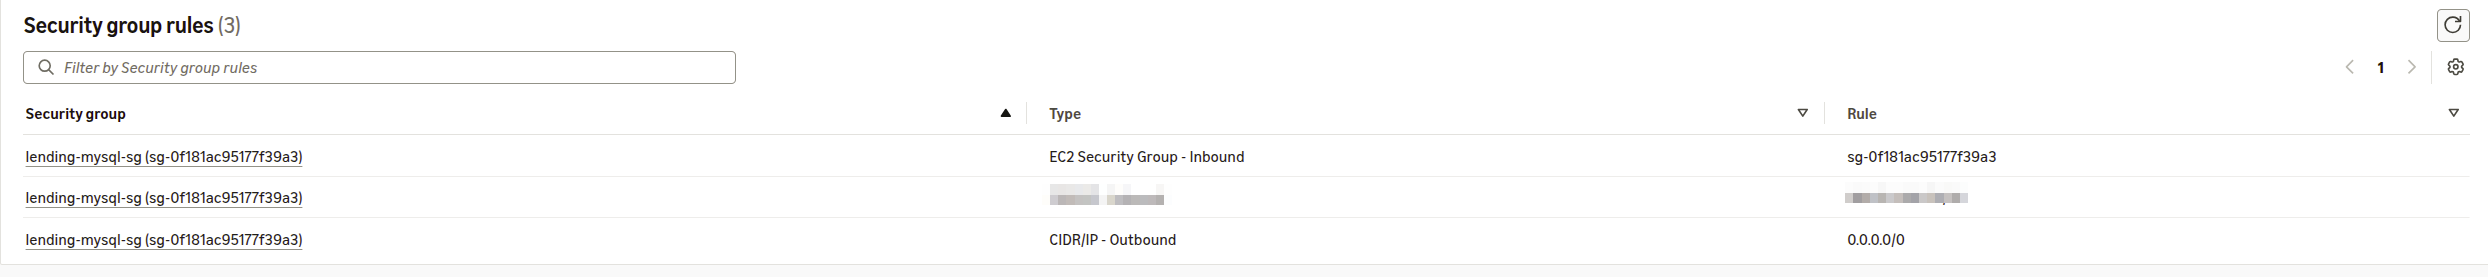 Security group rules (3)
Filter by Security group rules
1
Security group Type Rule
lending-mysql-sg (sg-0f181ac95177f39a3) EC2 Security Group - Inbound sg-0f181ac95177f39a3
lending-mysql-sg (sg-0f181ac95177f39a3)
lending-mysql-sg (sg-0f181ac95177f39a3) CIDR/IP - Outbound 0.0.0.0/0